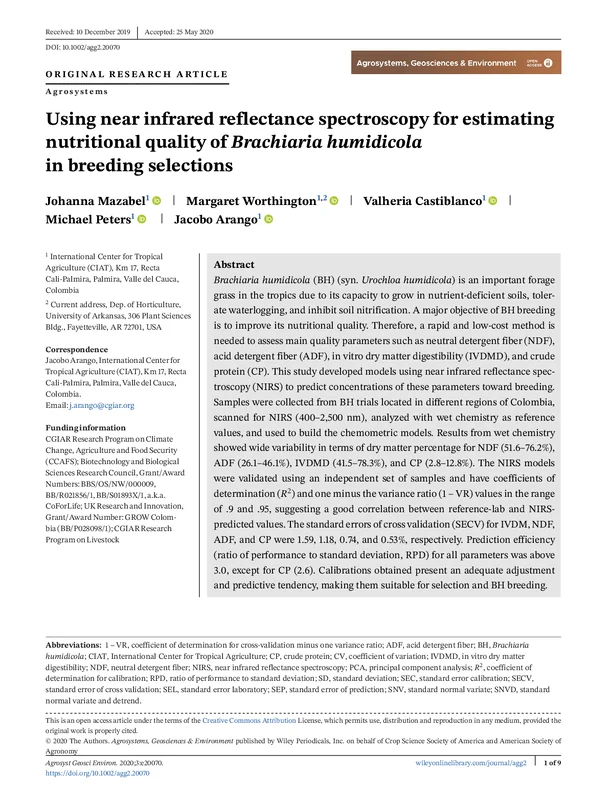 Received: 10 December 2019 | Accepted: 25 May 2020
DOI: 10.1002/agg2.20070
ORIGINAL RESEARCH ARTICLE
Agrosystems
Agrosystems, Geosciences & Environment OPEN ACCESS
Using near infrared reflectance spectroscopy for estimating
nutritional quality of Brachiaria humidicola
in breeding selections
Johanna Mazabel1 | Margaret Worthington1,2 | Valheria Castiblanco1 |
Michael Peters1 | Jacobo Arango1
1 International Center for Tropical
Agriculture (CIAT), Km 17, Recta
Cali-Palmira, Palmira, Valle del Cauca,
Colombia
2 Current address, Dep. of Horticulture,
University of Arkansas, 306 Plant Sciences
Bldg., Fayetteville, AR 72701, USA
Correspondence
Jacobo Arango, International Center for
Tropical Agriculture (CIAT), Km 17, Recta
Cali-Palmira, Palmira, Valle del Cauca,
Colombia.
Email: j.arango@cgiar.org
Funding information
CGIAR Research Program on Climate
Change, Agriculture and Food Security
(CCAFS); Biotechnology and Biological
Sciences Research Council, Grant/Award
Numbers: BBS/OS/NW/000009,
BB/R021856/1, BB/S01893X/1, a.k.a.
CoForLife; UK Research and Innovation,
Grant/Award Number: GROW Colom-
bia (BB/P028098/1); CGIAR Research
Program on Livestock
Abstract
Brachiaria humidicola (BH) (syn. Urochloa humidicola) is an important forage
grass in the tropics due to its capacity to grow in nutrient-deficient soils, toler-
ate waterlogging, and inhibit soil nitrification. A major objective of BH breeding
is to improve its nutritional quality. Therefore, a rapid and low-cost method is
needed to assess main quality parameters such as neutral detergent fiber (NDF),
acid detergent fiber (ADF), in vitro dry matter digestibility (IVDMD), and crude
protein (CP). This study developed models using near infrared reflectance spec-
troscopy (NIRS) to predict concentrations of these parameters toward breeding.
Samples were collected from BH trials located in different regions of Colombia,
scanned for NIRS (400–2,500 nm), analyzed with wet chemistry as reference
values, and used to build the chemometric models. Results from wet chemistry
showed wide variability in terms of dry matter percentage for NDF (51.6–76.2%),
ADF (26.1–46.1%), IVDMD (41.5–78.3%), and CP (2.8–12.8%). The NIRS models
were validated using an independent set of samples and have coefficients of
determination (R2) and one minus the variance ratio (1 – VR) values in the range
of .9 and .95, suggesting a good correlation between reference-lab and NIRS-
predicted values. The standard errors of cross validation (SECV) for IVDM, NDF,
ADF, and CP were 1.59, 1.18, 0.74, and 0.53%, respectively. Prediction efficiency
(ratio of performance to standard deviation, RPD) for all parameters was above
3.0, except for CP (2.6). Calibrations obtained present an adequate adjustment
and predictive tendency, making them suitable for selection and BH breeding.
Abbreviations: 1 – VR, coefficient of determination for cross-validation minus one variance ratio; ADF, acid detergent fiber; BH, Brachiaria
humidicola; CIAT, International Center for Tropical Agriculture; CP, crude protein; CV, coefficient of variation; IVDMD, in vitro dry matter
digestibility; NDF, neutral detergent fiber; NIRS, near infrared reflectance spectroscopy; PCA, principal component analysis; R2, coefficient of
determination for calibration; RPD, ratio of performance to standard deviation; SD, standard deviation; SEC, standard error calibration; SECV,
standard error of cross validation; SEL, standard error laboratory; SEP, standard error of prediction; SNV, standard normal variate; SNVD, standard
normal variate and detrend.
This is an open access article under the terms of the Creative Commons Attribution License, which permits use, distribution and reproduction in any medium, provided the
original work is properly cited.
© 2020 The Authors. Agrosystems, Geosciences & Environment published by Wiley Periodicals, Inc. on behalf of Crop Science Society of America and American Society of
Agronomy
Agrosyst Geosci Environ. 2020;3:e20070. wileyonlinelibrary.com/journal/agg2 | 1 of 9
https://doi.org/10.1002/agg2.20070